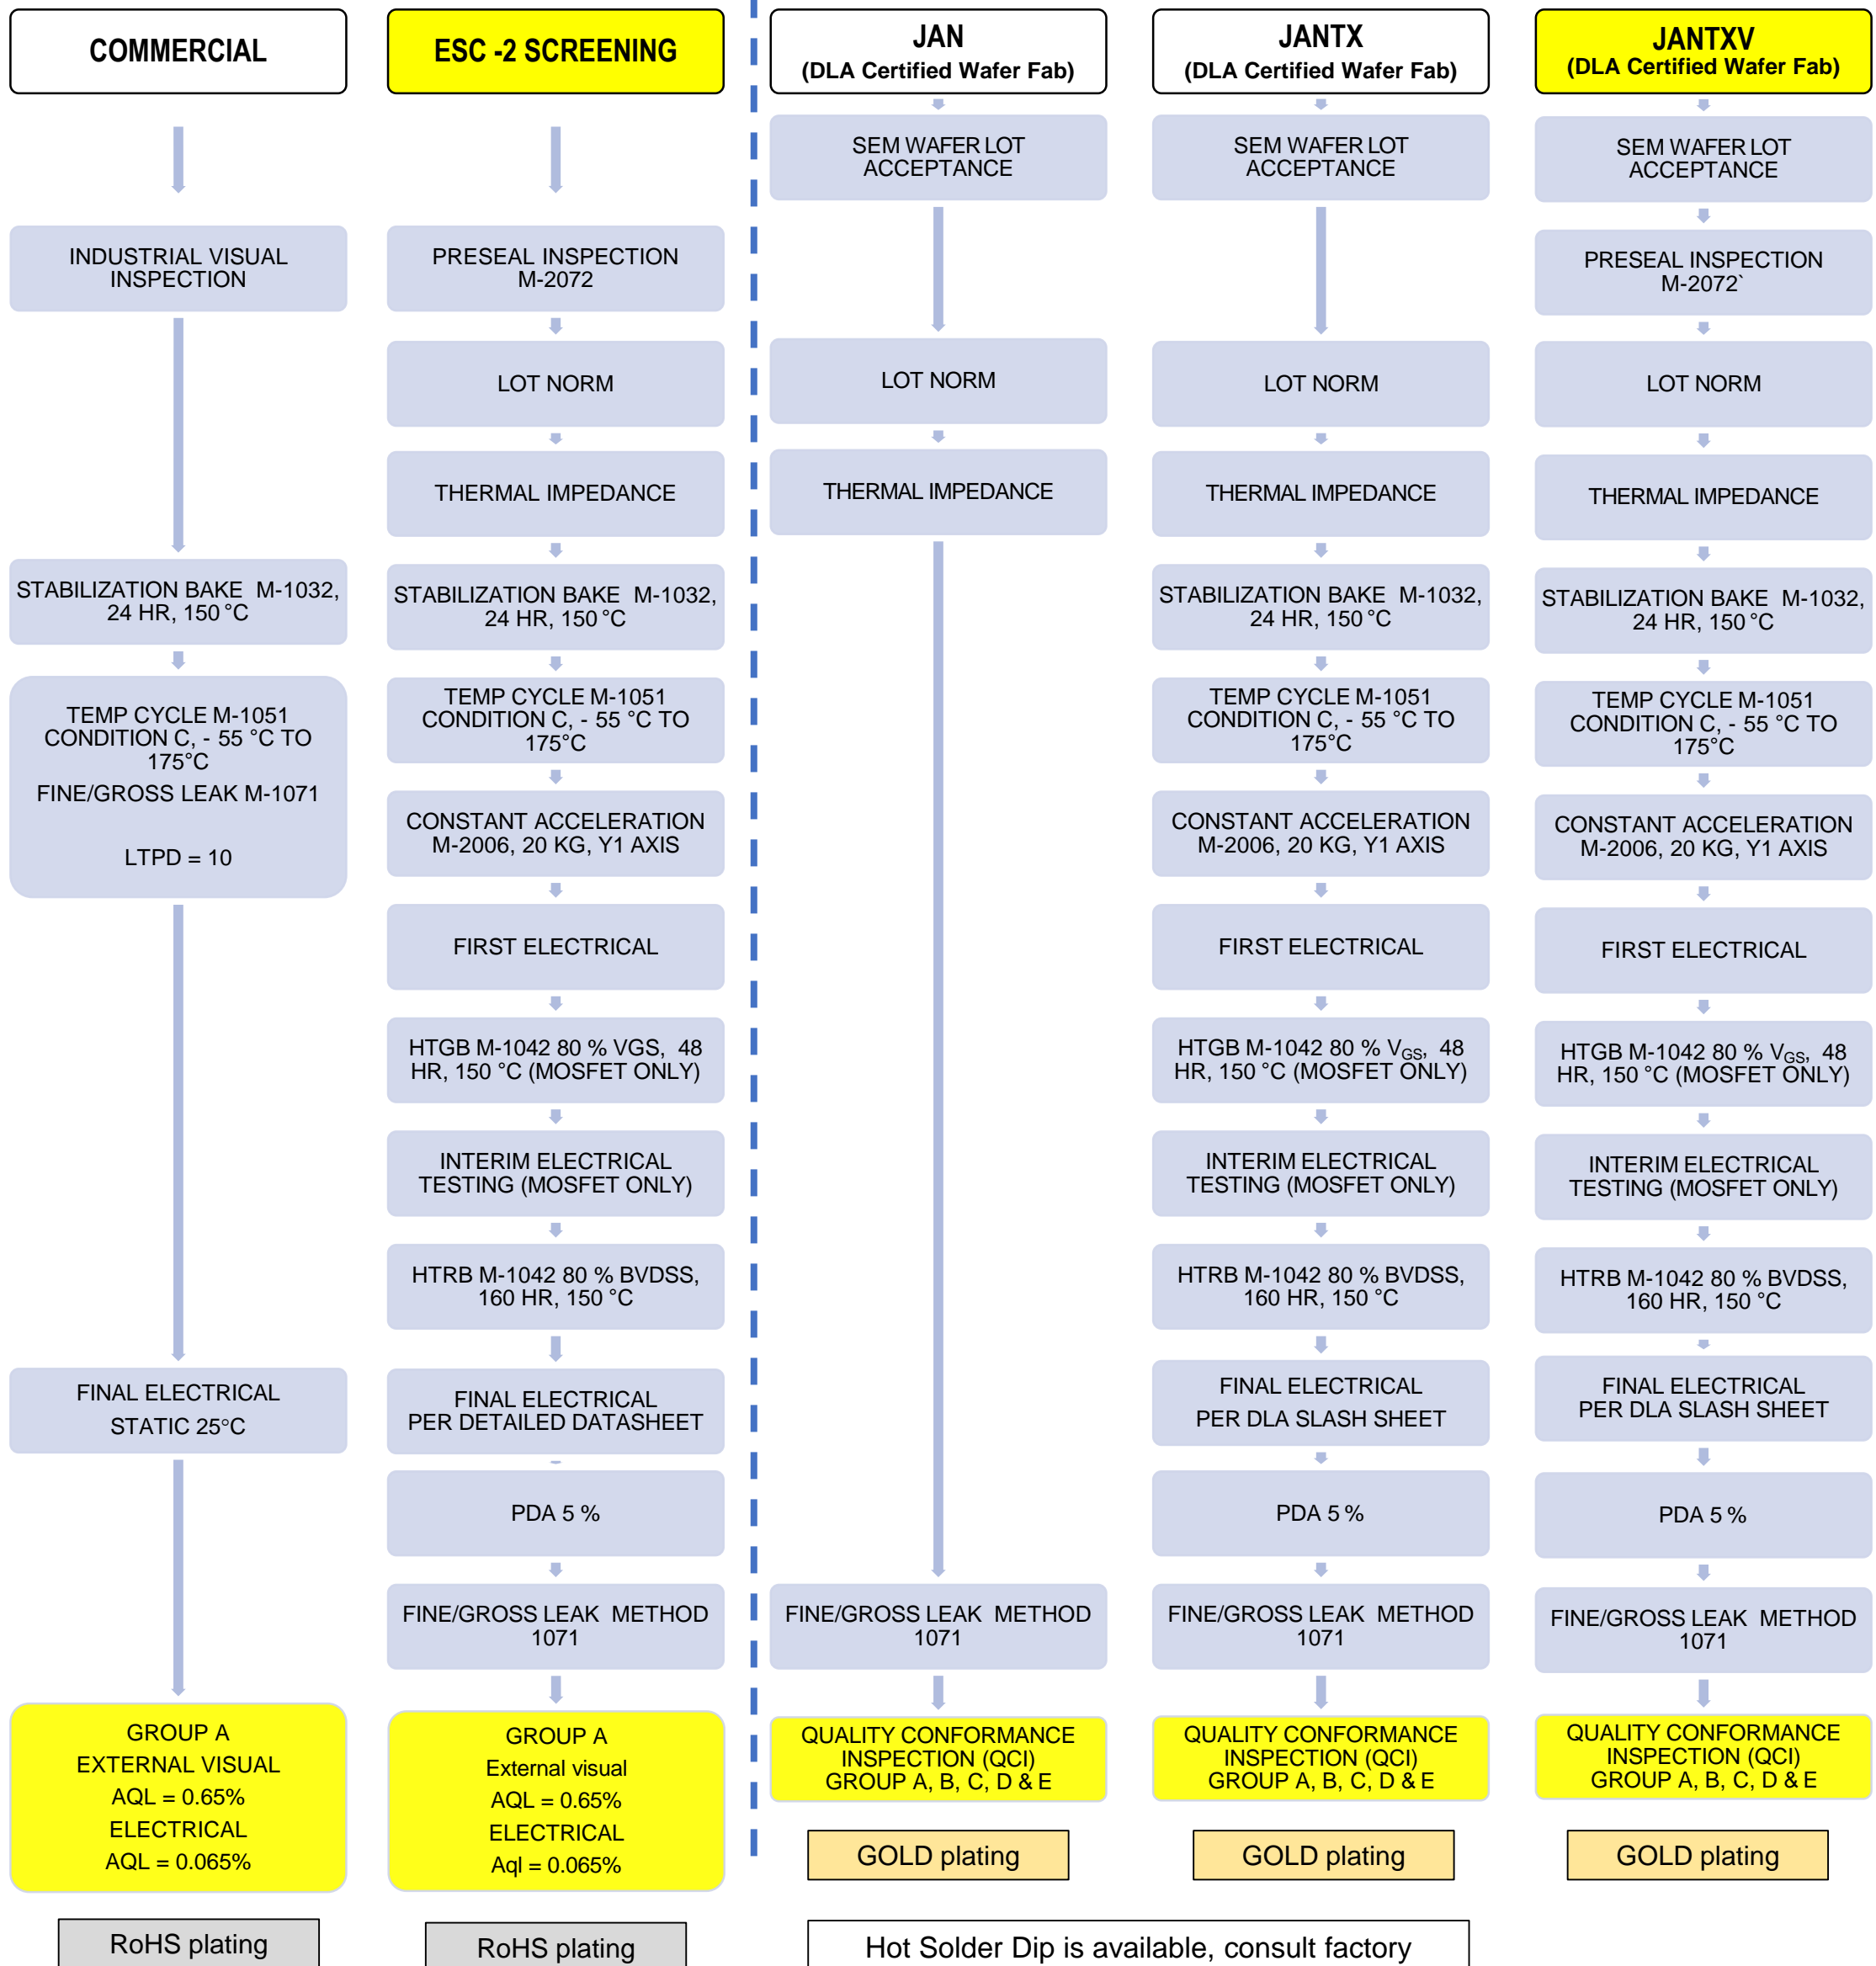 COMMERCIAL
INDUSTRIAL VISUAL
INSPECTION
STABILIZATION BAKE M-1032,
24 HR, 150 °C
TEMP CYCLE M-1051
CONDITION C, - 55 °C TO
175°C
FINE/GROSS LEAK M-1071
LTPD = 10
FINAL ELECTRICAL
STATIC 25°C
GROUP A
EXTERNAL VISUAL
AQL = 0.65%
ELECTRICAL
AQL = 0.065%
RoHS plating
ESC -2 SCREENING
PRESEAL INSPECTION
M-2072
LOT NORM
THERMAL IMPEDANCE
STABILIZATION BAKE M-1032,
24 HR, 150 °C
TEMP CYCLE M-1051
CONDITION C, - 55 °C TO
175°C
CONSTANT ACCELERATION
M-2006, 20 KG, Y1 AXIS
FIRST ELECTRICAL
HTGB M-1042 80 % VGS, 48
HR, 150 °C (MOSFET ONLY)
INTERIM ELECTRICAL
TESTING (MOSFET ONLY)
HTRB M-1042 80 % BVDSS,
160 HR, 150 °C
FINAL ELECTRICAL
PER DETAILED DATASHEET
PDA 5 %
FINE/GROSS LEAK METHOD
1071
GROUP A
External visual
AQL = 0.65%
ELECTRICAL
Aql = 0.065%
RoHS plating
JAN
(DLA Certified Wafer Fab)
SEM WAFER LOT
ACCEPTANCE
LOT NORM
THERMAL IMPEDANCE
FINE/GROSS LEAK METHOD
1071
QUALITY CONFORMANCE
INSPECTION (QCI)
GROUP A, B, C, D & E
GOLD plating
JANTX
(DLA Certified Wafer Fab)
SEM WAFER LOT
ACCEPTANCE
LOT NORM
THERMAL IMPEDANCE
STABILIZATION BAKE M-1032,
24 HR, 150 °C
TEMP CYCLE M-1051
CONDITION C, - 55 °C TO
175°C
CONSTANT ACCELERATION
M-2006, 20 KG, Y1 AXIS
FIRST ELECTRICAL
HTGB M-1042 80 % VGS, 48
HR, 150 °C (MOSFET ONLY)
INTERIM ELECTRICAL
TESTING (MOSFET ONLY)
HTRB M-1042 80 % BVDSS,
160 HR, 150 °C
FINAL ELECTRICAL
PER DLA SLASH SHEET
PDA 5 %
FINE/GROSS LEAK METHOD
1071
QUALITY CONFORMANCE
INSPECTION (QCI)
GROUP A, B, C, D & E
GOLD plating
JANTXV
(DLA Certified Wafer Fab)
SEM WAFER LOT
ACCEPTANCE
PRESEAL INSPECTION
M-2072`
LOT NORM
THERMAL IMPEDANCE
STABILIZATION BAKE M-1032,
24 HR, 150 °C
TEMP CYCLE M-1051
CONDITION C, - 55 °C TO
175°C
CONSTANT ACCELERATION
M-2006, 20 KG, Y1 AXIS
FIRST ELECTRICAL
HTGB M-1042 80 % VGS, 48
HR, 150 °C (MOSFET ONLY)
INTERIM ELECTRICAL
TESTING (MOSFET ONLY)
HTRB M-1042 80 % BVDSS,
160 HR, 150 °C
FINAL ELECTRICAL
PER DLA SLASH SHEET
PDA 5 %
FINE/GROSS LEAK METHOD
1071
QUALITY CONFORMANCE
INSPECTION (QCI)
GROUP A, B, C, D & E
GOLD plating
Hot Solder Dip is available, consult factory